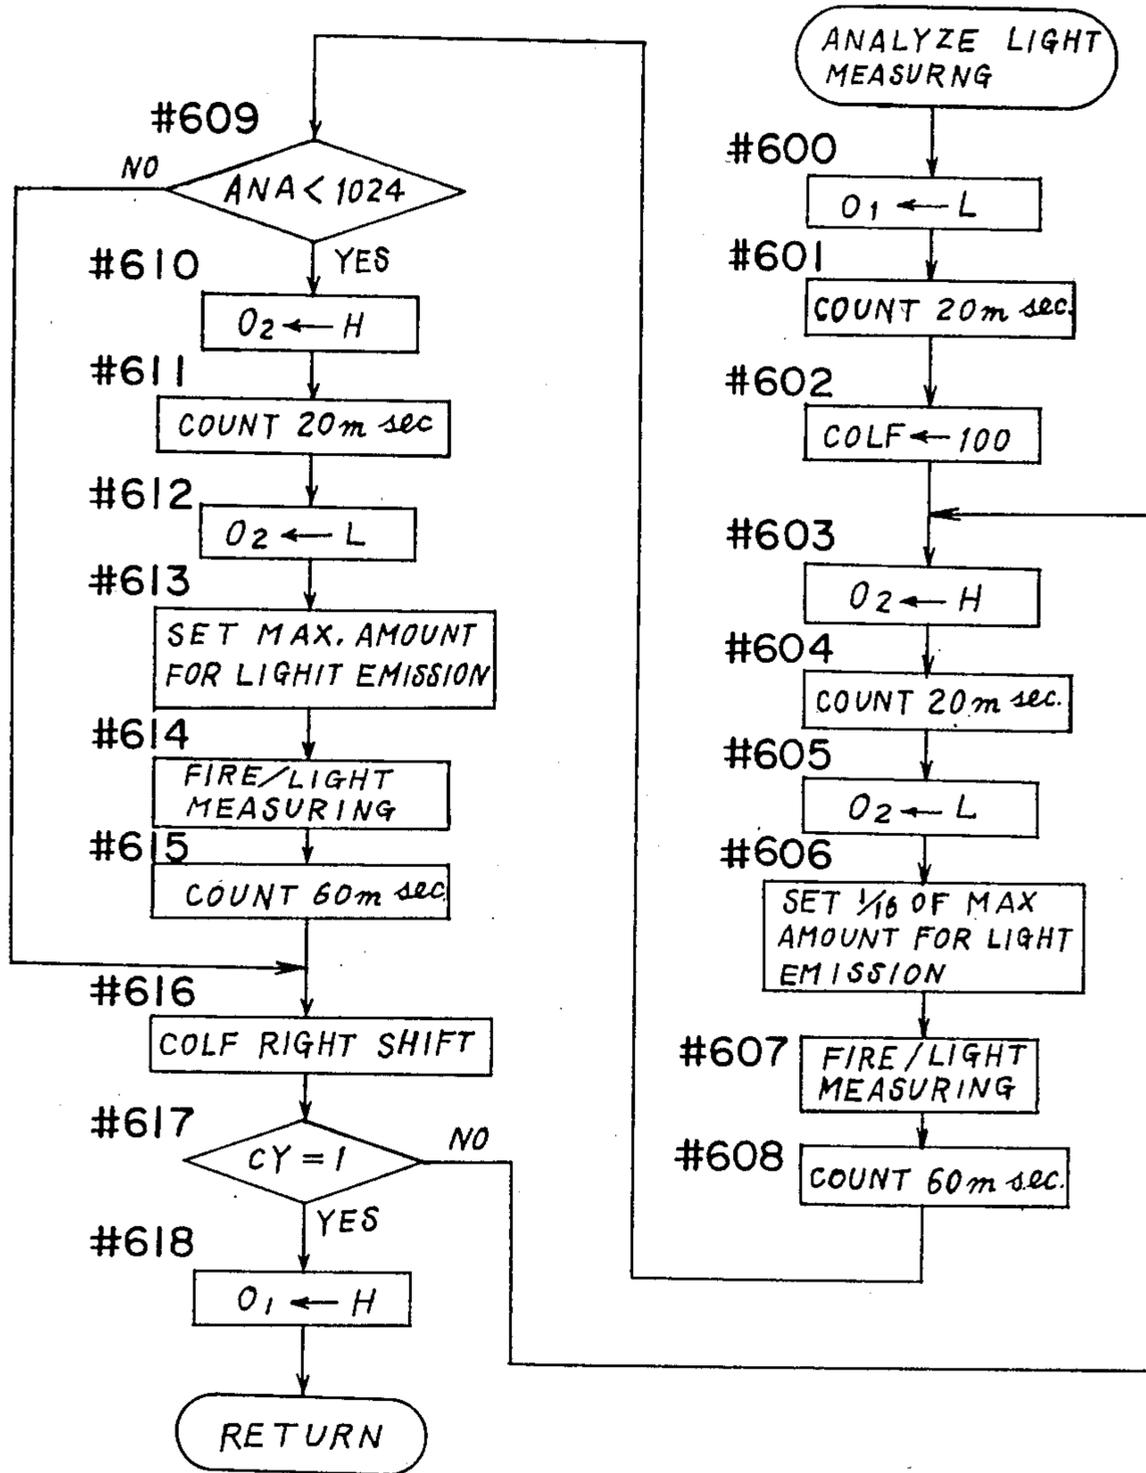 ANALYZE LIGHT
MEASURNG
#600
O1 ← L
#601
COUNT 20m sec.
#602
COLF ← 100
#603
O2 ← H
#604
COUNT 20m sec.
#605
O2 ← L
#606
SET 1/16 OF MAX
AMOUNT FOR LIGHT
EMISSION
#607
FIRE/LIGHT
MEASURING
#608
COUNT 60m sec.
#609
NO
ANA < 1024
YES
#610
O2 ← H
#611
COUNT 20m sec
#612
O2 ← L
#613
SET MAX. AMOUNT
FOR LIGHIT EMISSION
#614
FIRE/LIGHT
MEASURING
#615
COUNT 60m sec.
#616
COLF RIGHT SHIFT
#617
CY = 1
NO
YES
#618
O1 ← H
RETURN